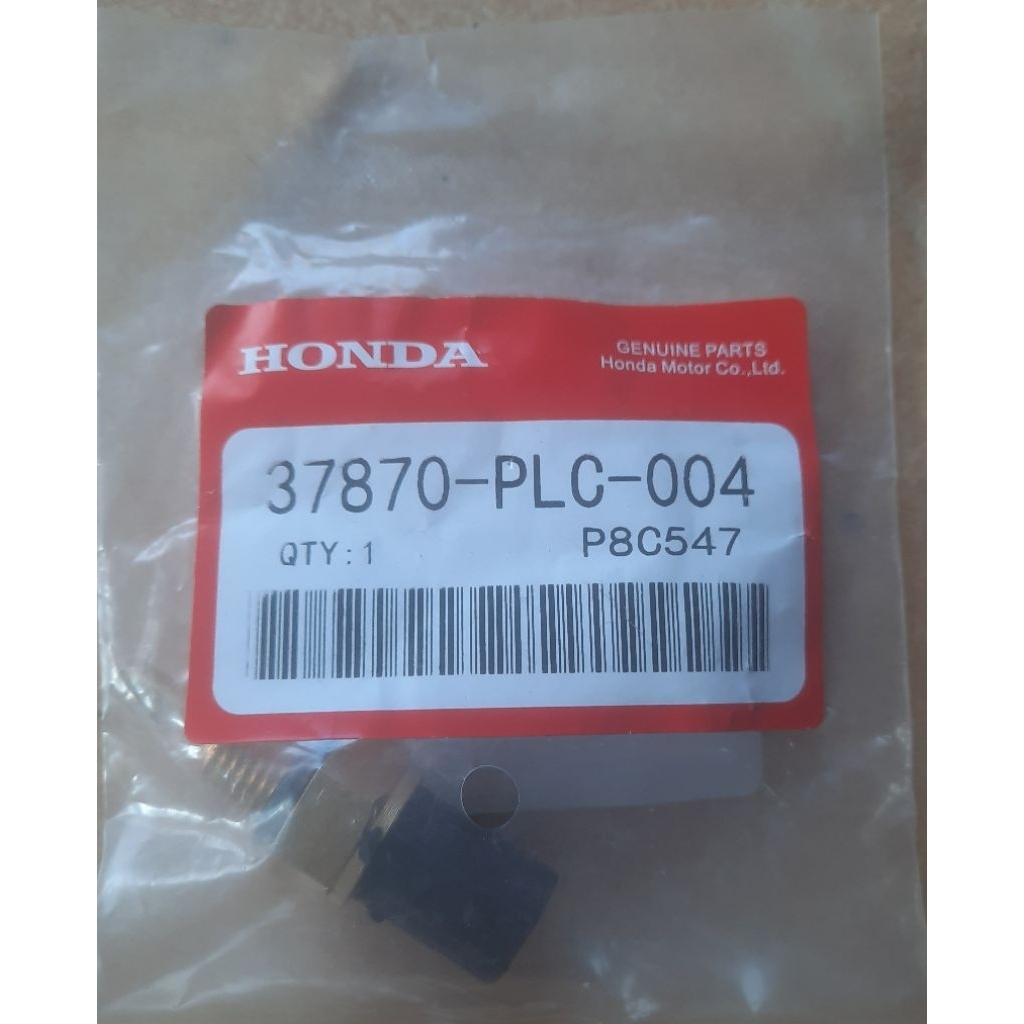 HONDA
GENUINE PARTS
Honda Motor Co.,Ltd.
37870-PLC-004
QTY:1
P8C547